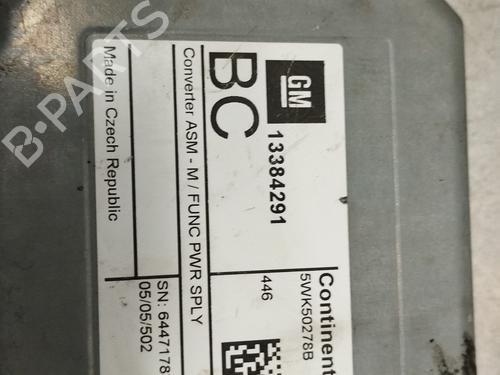 GM
13384291
BC
Converter ASM - M / FUNC PWR SPLY
Made in Czech Republic
5WK50278B
446
SN: 6447178
05/05/502
B-PARTS